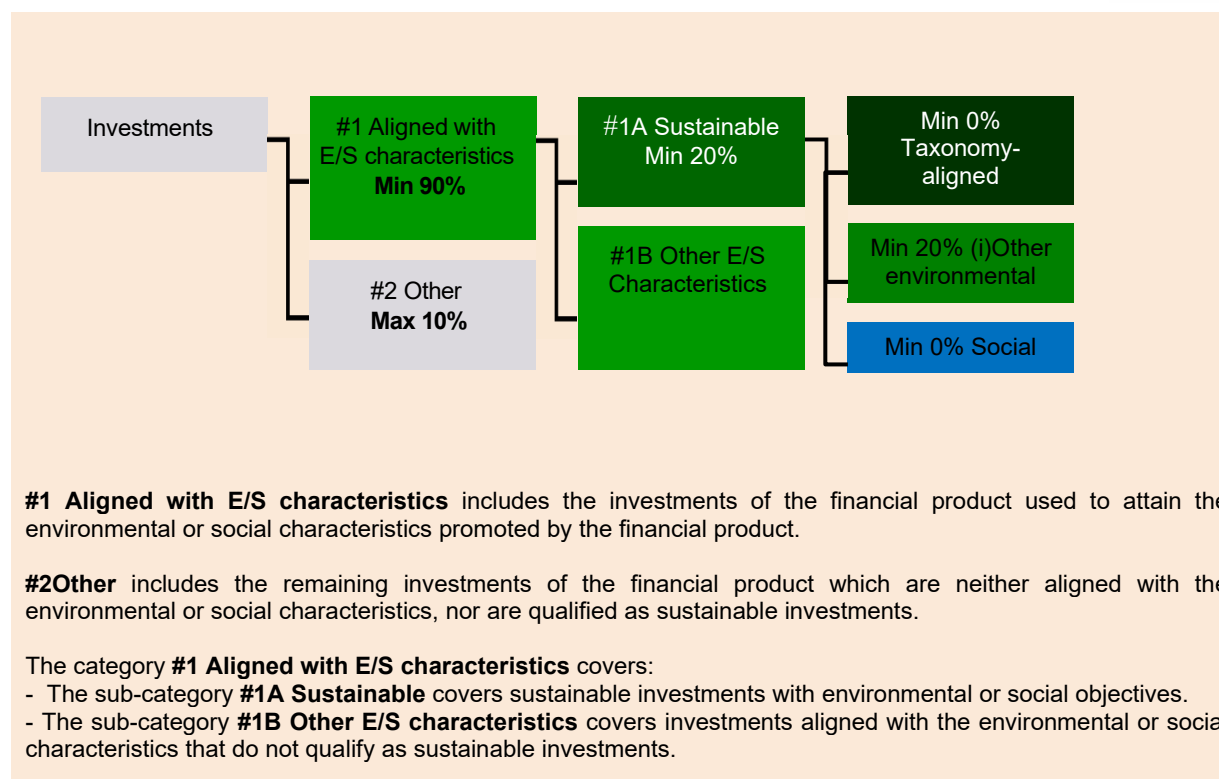 Investments
#1 Aligned with
E/S characteristics
Min 90%
#2 Other
Max 10%
#1A Sustainable
Min 20%
#1B Other E/S
Characteristics
Min 0%
Taxonomy-
aligned
Min 20% (i)Other
environmental
Min 0% Social
#1 Aligned with E/S characteristics includes the investments of the financial product used to attain the
environmental or social characteristics promoted by the financial product.
#2Other includes the remaining investments of the financial product which are neither aligned with the
environmental or social characteristics, nor are qualified as sustainable investments.
The category #1 Aligned with E/S characteristics covers:
- The sub-category #1A Sustainable covers sustainable investments with environmental or social objectives.
- The sub-category #1B Other E/S characteristics covers investments aligned with the environmental or social
characteristics that do not qualify as sustainable investments.